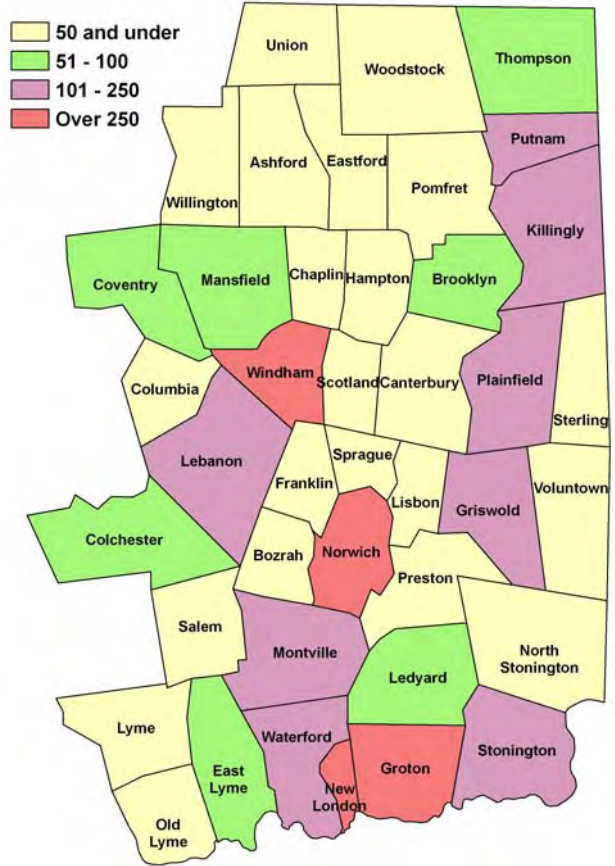 50 and under
51 - 100
101 - 250
Over 250
Union
Woodstock
Thompson
Putnam
Ashford
Eastford
Pomfret
Willington
Killingly
Coventry
Mansfield
Chaplin
Hampton
Brooklyn
Columbia
Windham
Scotland
Canterbury
Plainfield
Sterling
Lebanon
Franklin
Sprague
Lisbon
Griswold
Voluntown
Colchester
Bozrah
Norwich
Preston
Salem
Montville
Ledyard
North
Stonington
Lyme
East
Lyme
Waterford
New
London
Groton
Stonington
Old
Lyme